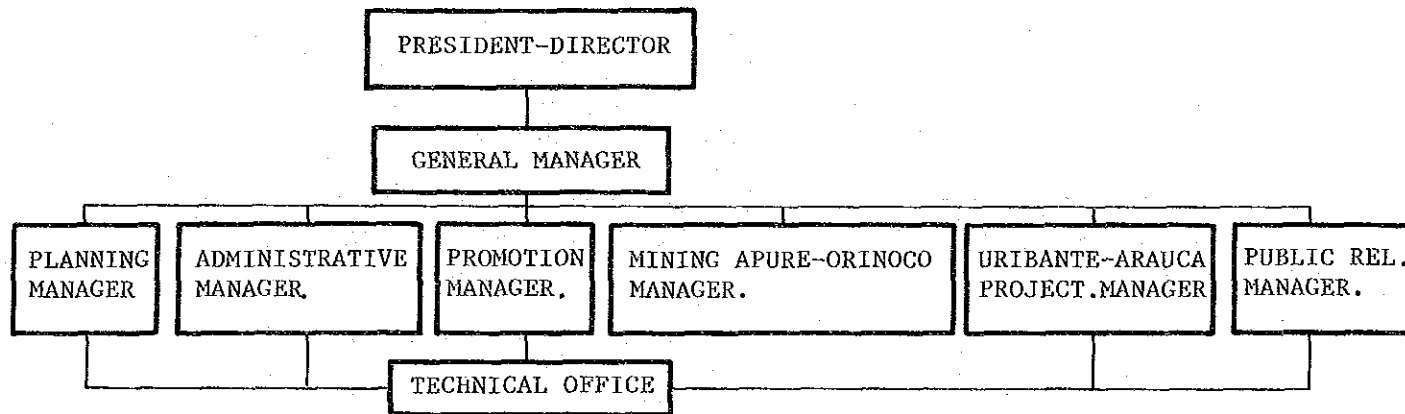 PRESIDENT-DIRECTOR
GENERAL MANAGER
PLANNING
MANAGER
ADMINISTRATIVE
MANAGER.
PROMOTION
MANAGER.
MINING APURE-ORINOCO
MANAGER.
URIBANTE-ARAUCA
PROJECT.MANAGER
PUBLIC REL.
MANAGER.
TECHNICAL OFFICE